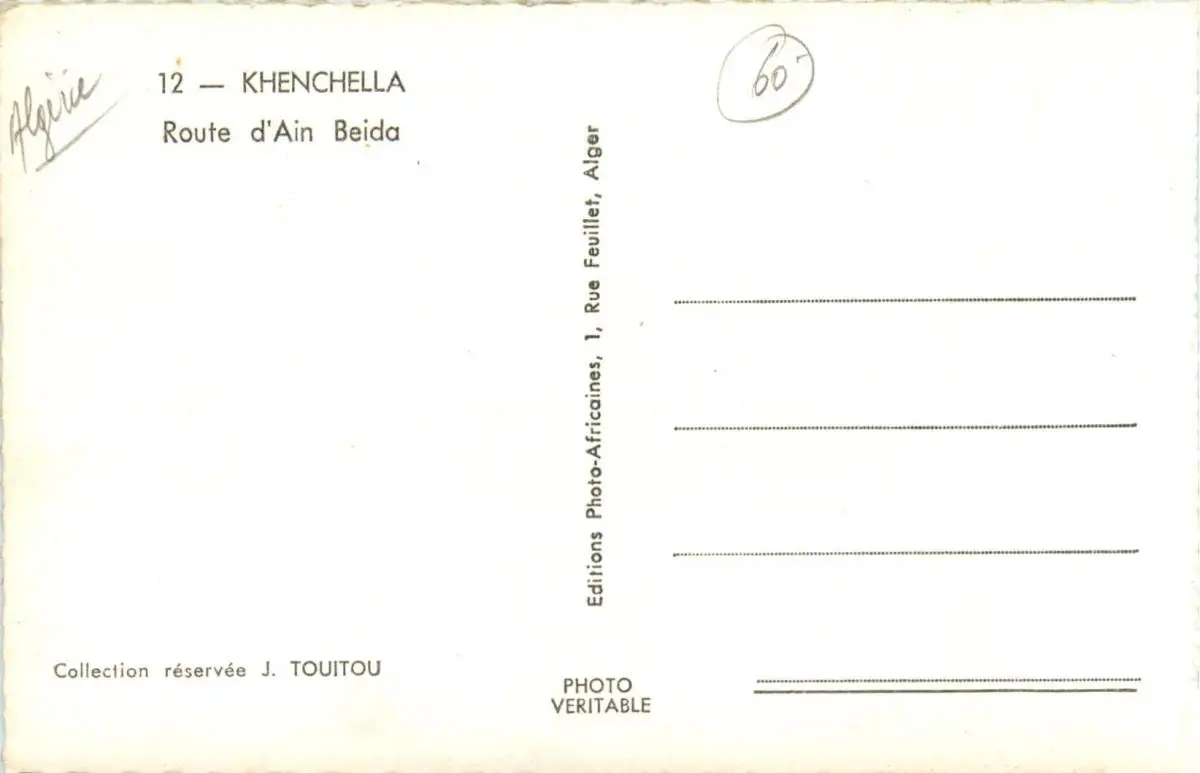 Algérie
12 — KHENCHELLA
Route d'Ain Beida
60-
Editions Photo-Africaines, 1, Rue Feuillet, Alger
Collection réservée J. TOUITOU
PHOTO
VERITABLE